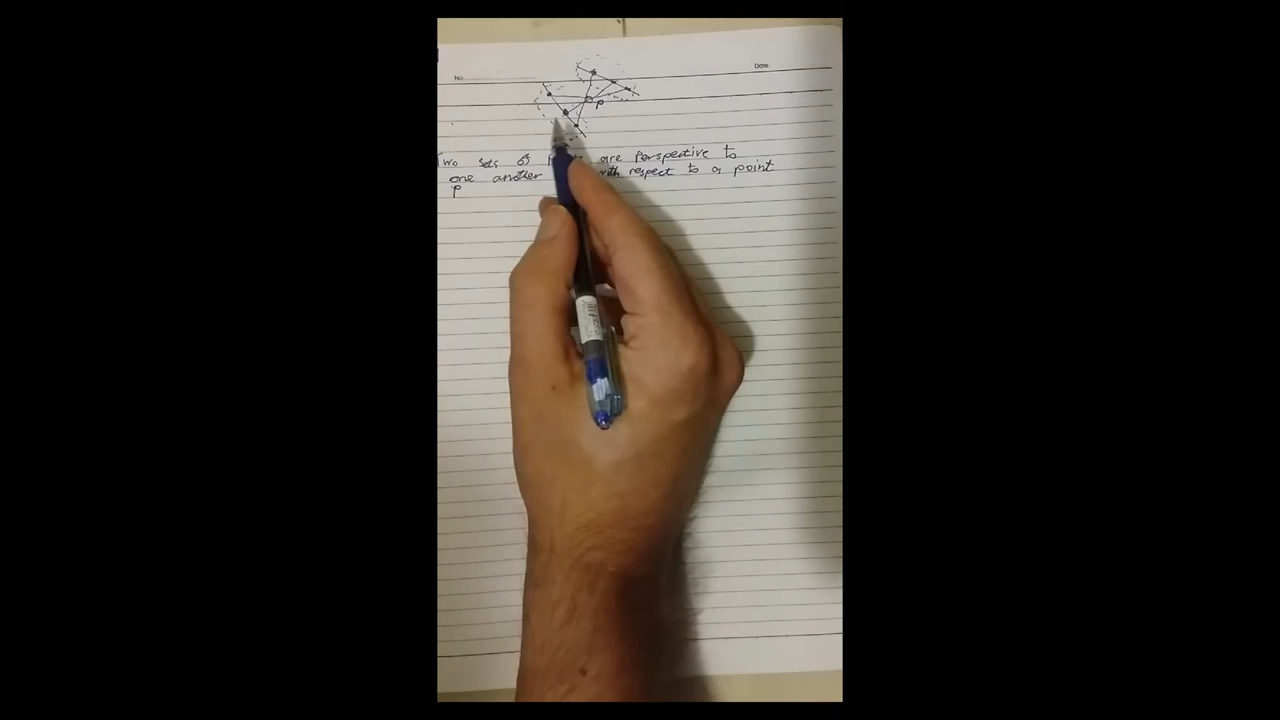 No.
Date
P
Two sets of are perspective to
one another with respect to a point
P